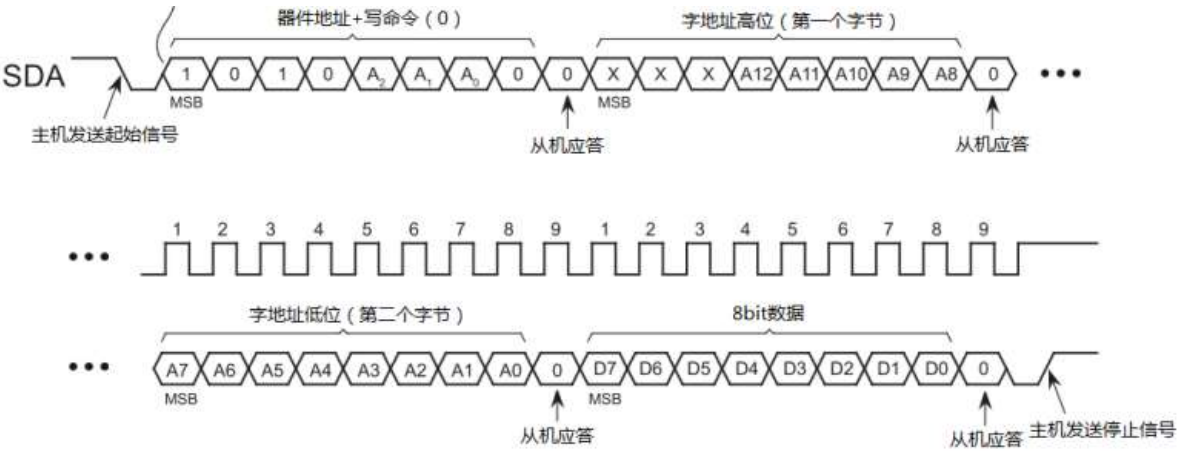 器件地址+写命令（0） 字地址高位（第一个字节）
SDA 1 0 1 0 A2 A1 A0 0 0 X X X A12 A11 A10 A9 A8 0 •••
MSB MSB
主机发送起始信号 从机应答 从机应答
••• 1 2 3 4 5 6 7 8 9 1 2 3 4 5 6 7 8 9
字地址低位（第二个字节） 8bit数据
••• A7 A6 A5 A4 A3 A2 A1 A0 0 D7 D6 D5 D4 D3 D2 D1 D0 0
MSB MSB
从机应答 从机应答 主机发送停止信号